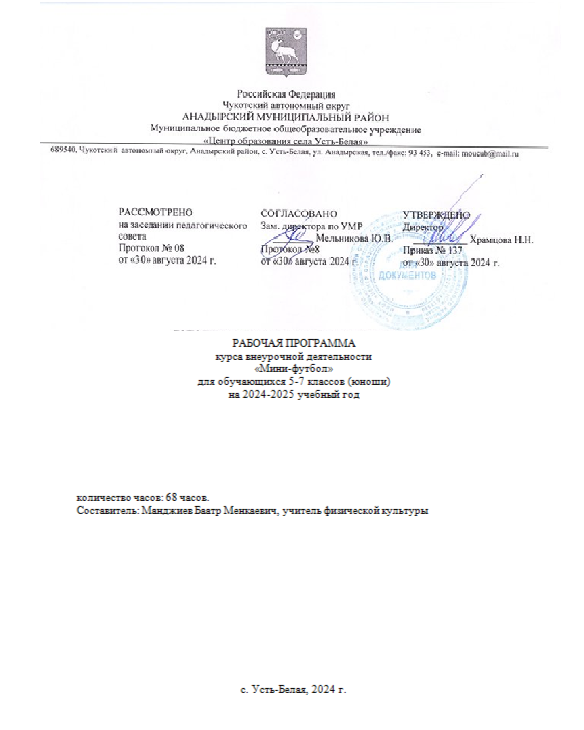 Российская Федерация
Чукотский автономный округ
АНАДЫРСКИЙ МУНИЦИПАЛЬНЫЙ РАЙОН
Муниципальное бюджетное общеобразовательное учреждение
«Центр образования села Усть-Белая»
689540, Чукотский автономный округ, Анадырский район, с. Усть-Белая, ул. Анадырская, тел./факс: 93 453, e-mail: moucub@mail.ru
РАССМОТРЕНО
на заседании педагогического
совета
Протокол № 08
от «30» августа 2024 г.
СОГЛАСОВАНО
Зам. директора по УМР
Мельникова Ю.В.
Протокол №8
от «30» августа 2024 г.
УТВЕРЖДЕНО
Директор
Храмцова Н.Н.
Приказ № 137
от «30» августа 2024 г.
ДОКУМЕНТОВ
РАБОЧАЯ ПРОГРАММА
курса внеурочной деятельности
«Мини-футбол»
для обучающихся 5-7 классов (юноши)
на 2024-2025 учебный год
количество часов: 68 часов.
Составитель: Манджиев Баатр Менкаевич, учитель физической культуры
с. Усть-Белая, 2024 г.